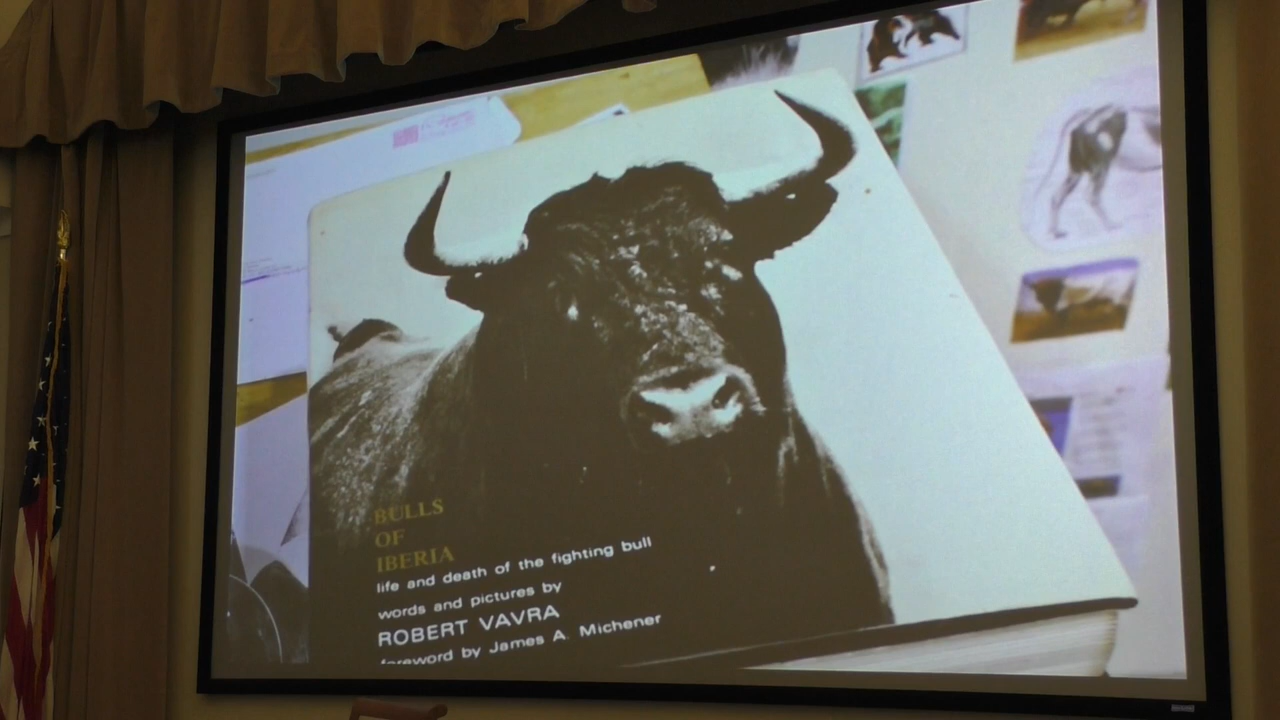 BULLS
OF
IBERIA
life and death of the fighting bull
words and pictures by
ROBERT VAVRA
foreword by James A. Michener